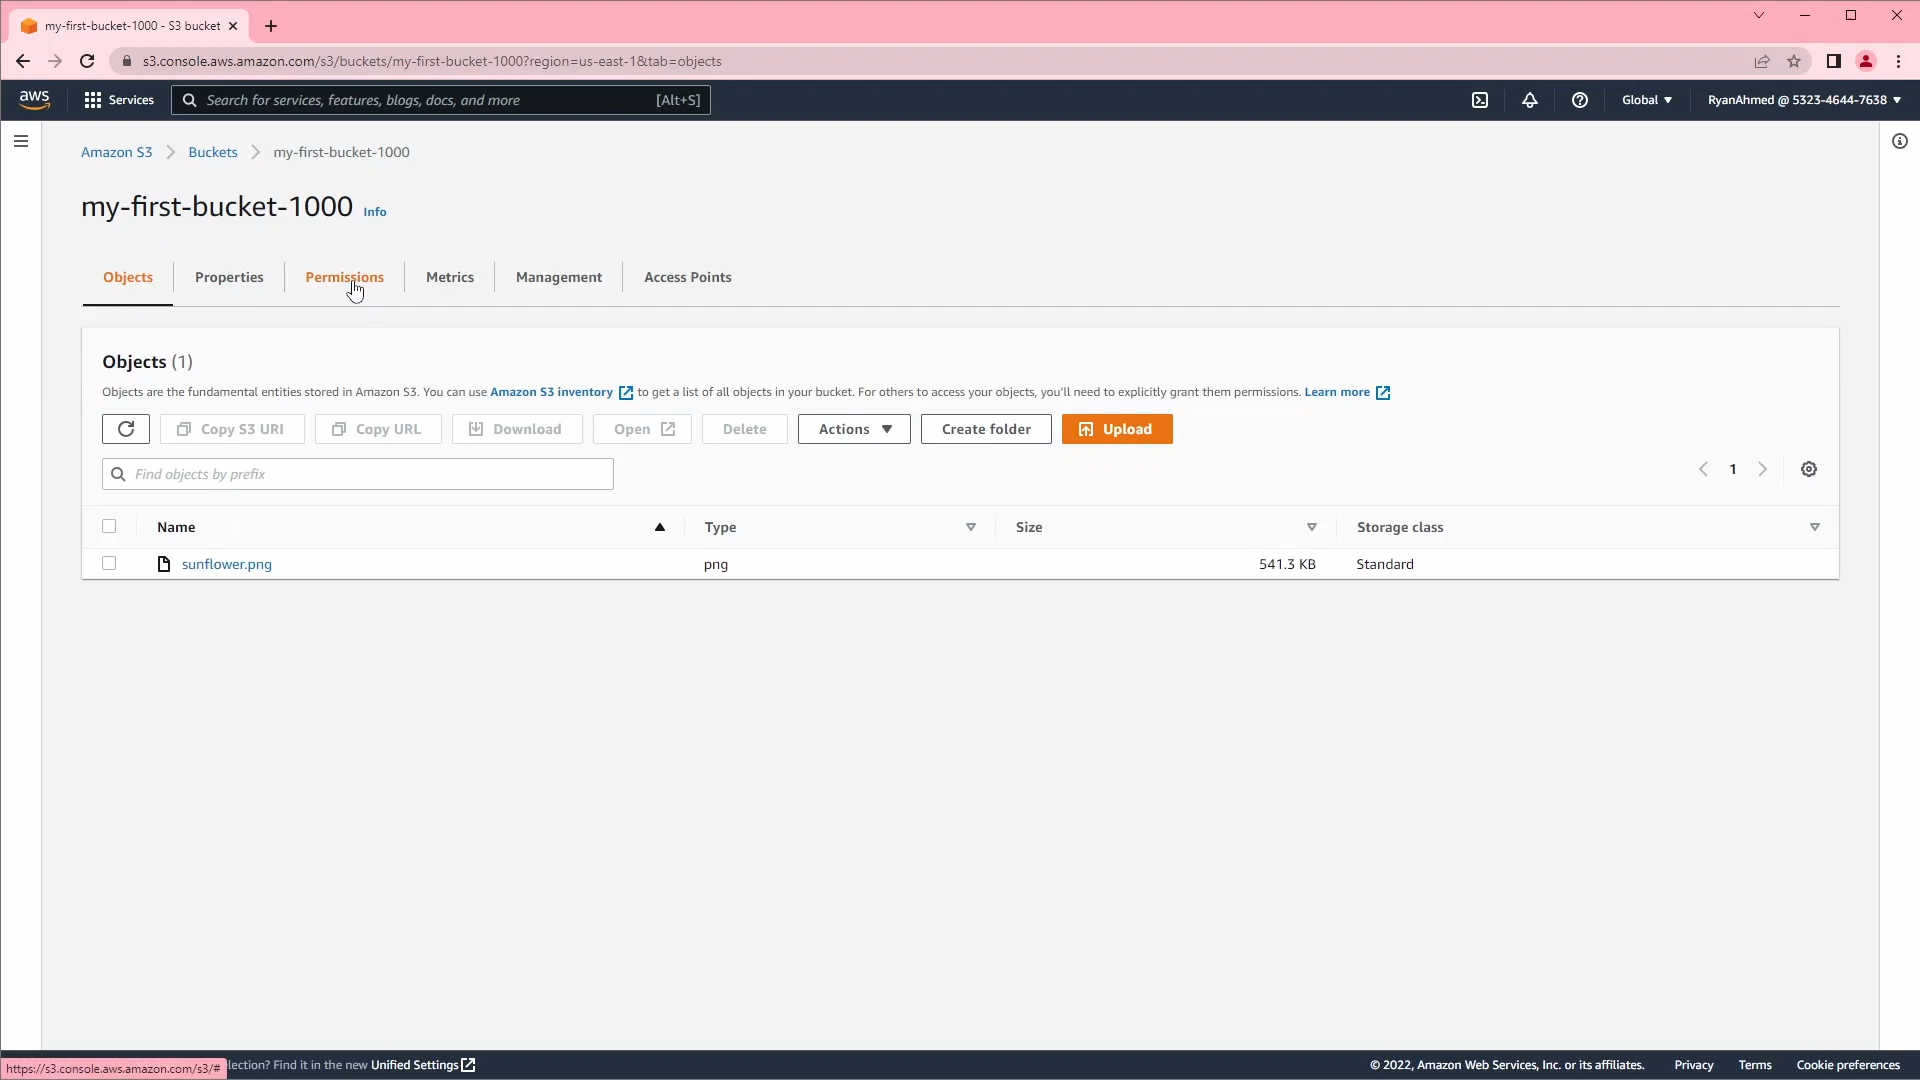 my-first-bucket-1000 - S3 bucket
s3.console.aws.amazon.com/s3/buckets/my-first-bucket-1000?region=us-east-1&tab=objects
aws Services Search for services, features, blogs, docs, and more [Alt+S] Global RyanAhmed @ 5323-4644-7638
Amazon S3 Buckets my-first-bucket-1000
my-first-bucket-1000 Info
Objects Properties Permissions Metrics Management Access Points
Objects (1)
Objects are the fundamental entities stored in Amazon S3. You can use Amazon S3 inventory to get a list of all objects in your bucket. For others to access your objects, you'll need to explicitly grant them permissions. Learn more
Copy S3 URI Copy URL Download Open Delete Actions Create folder Upload
Find objects by prefix 1
Name Type Size Storage class
sunflower.png png 541.3 KB Standard
https://s3.console.aws.amazon.com/s3/# lection? Find it in the new Unified Settings © 2022, Amazon Web Services, Inc. or its affiliates. Privacy Terms Cookie preferences